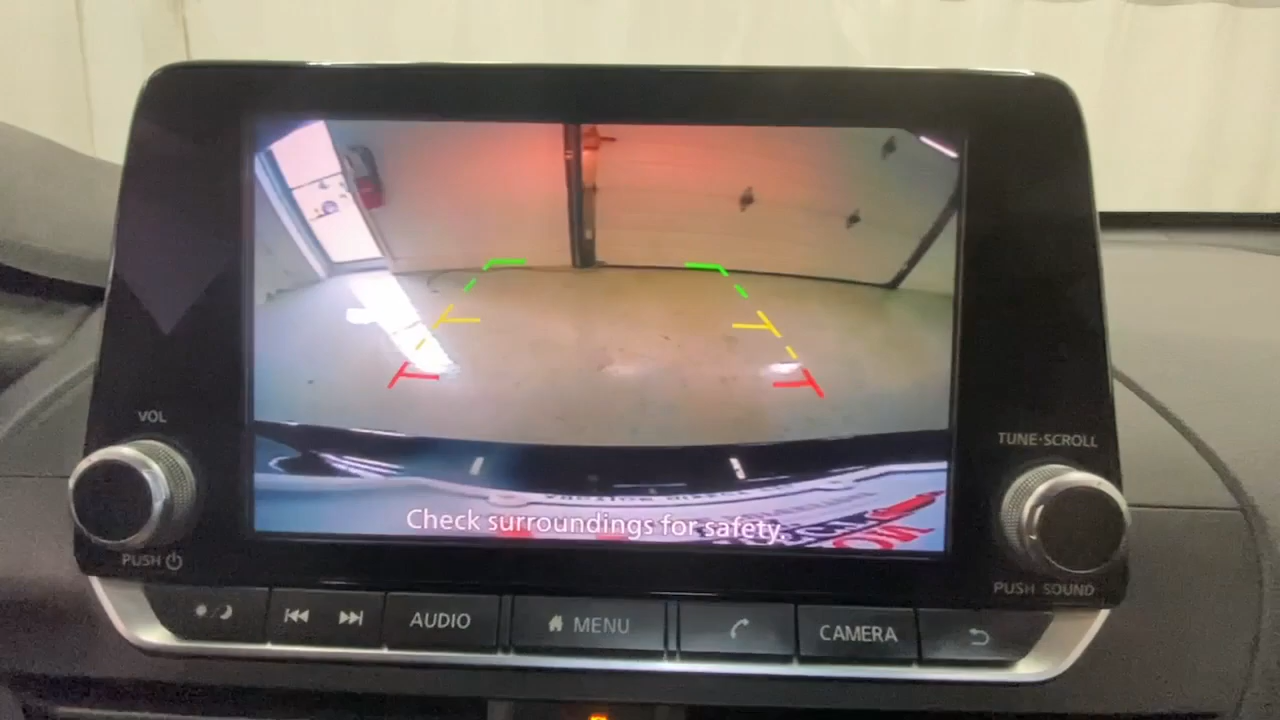 VOL
TUNE·SCROLL
Check surroundings for safety.
PUSH
PUSH SOUND
AUDIO
MENU
CAMERA